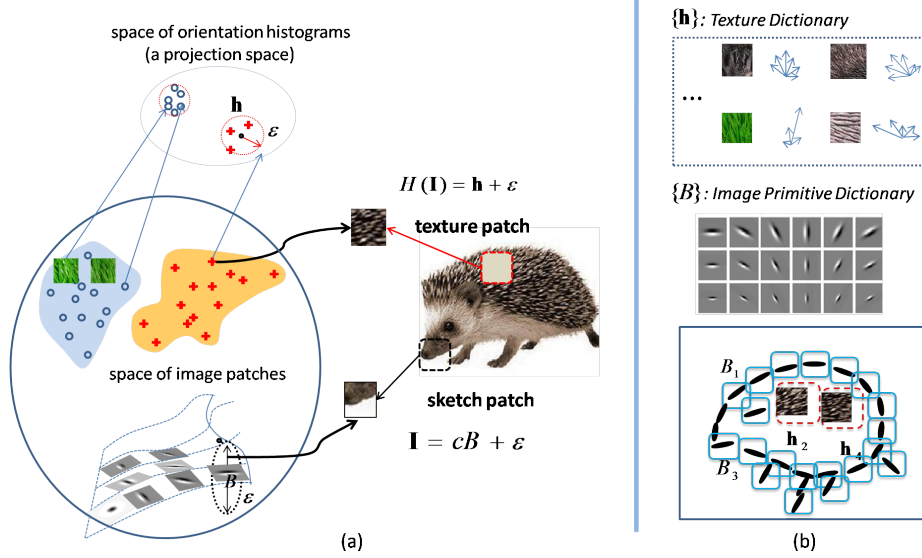 space of orientation histograms
(a projection space)
h
ε
H (I) = h + ε
texture patch
space of image patches
sketch patch
I = cB + ε
B
ε
(a)
{h}: Texture Dictionary
...
{B}: Image Primitive Dictionary
B1
h2
h4
B3
(b)